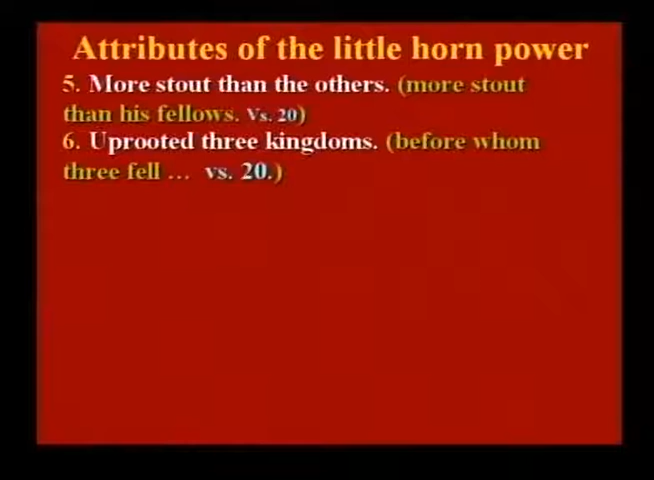 Attributes of the little horn power
5. More stout than the others. (more stout
than his fellows. Vs. 20)
6. Uprooted three kingdoms. (before whom
three fell ... vs. 20.)